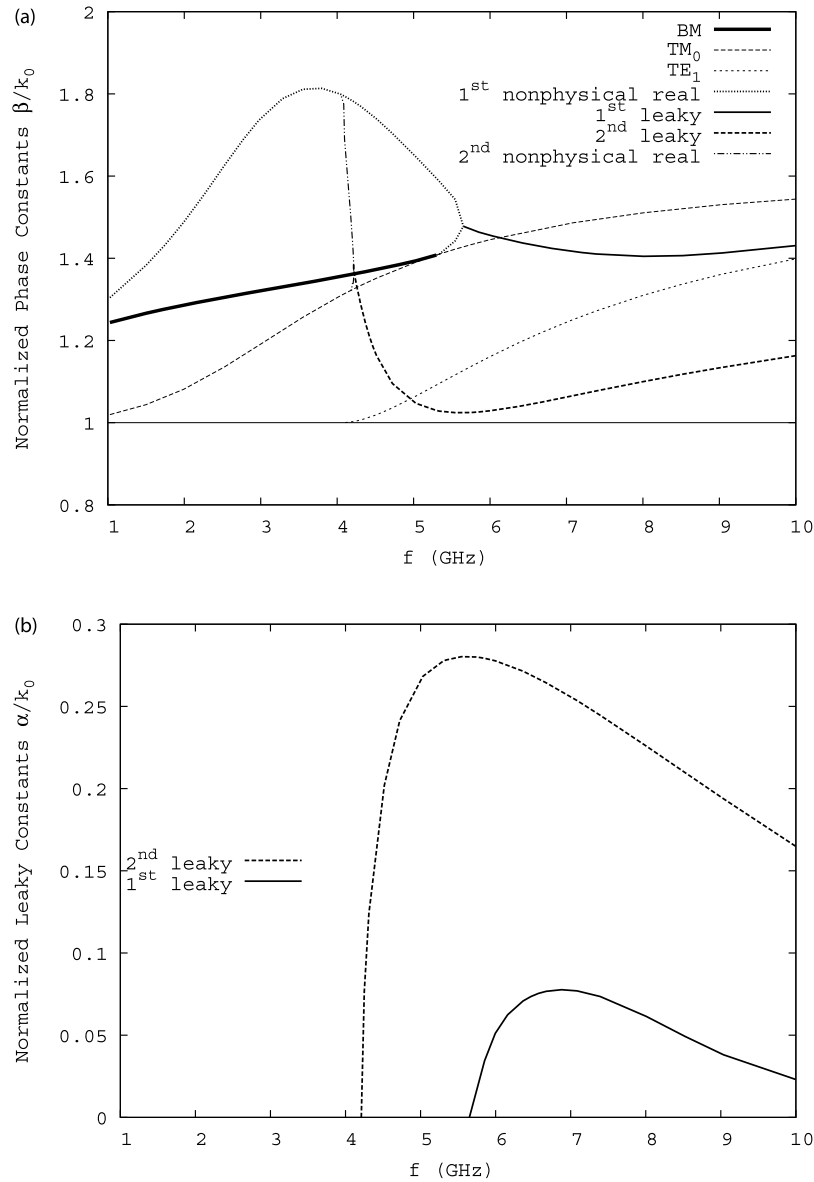 (a)
Normalized Phase Constants β/k0
2
1.8
1.6
1.4
1.2
1
0.8
BM
TM0
TE1
1st nonphysical real
1st leaky
2nd leaky
2nd nonphysical real
1 2 3 4 5 6 7 8 9 10
f (GHz)
(b)
Normalized Leaky Constants α/k0
0.3
0.25
0.2
0.15
0.1
0.05
0
2nd leaky
1st leaky
1 2 3 4 5 6 7 8 9 10
f (GHz)